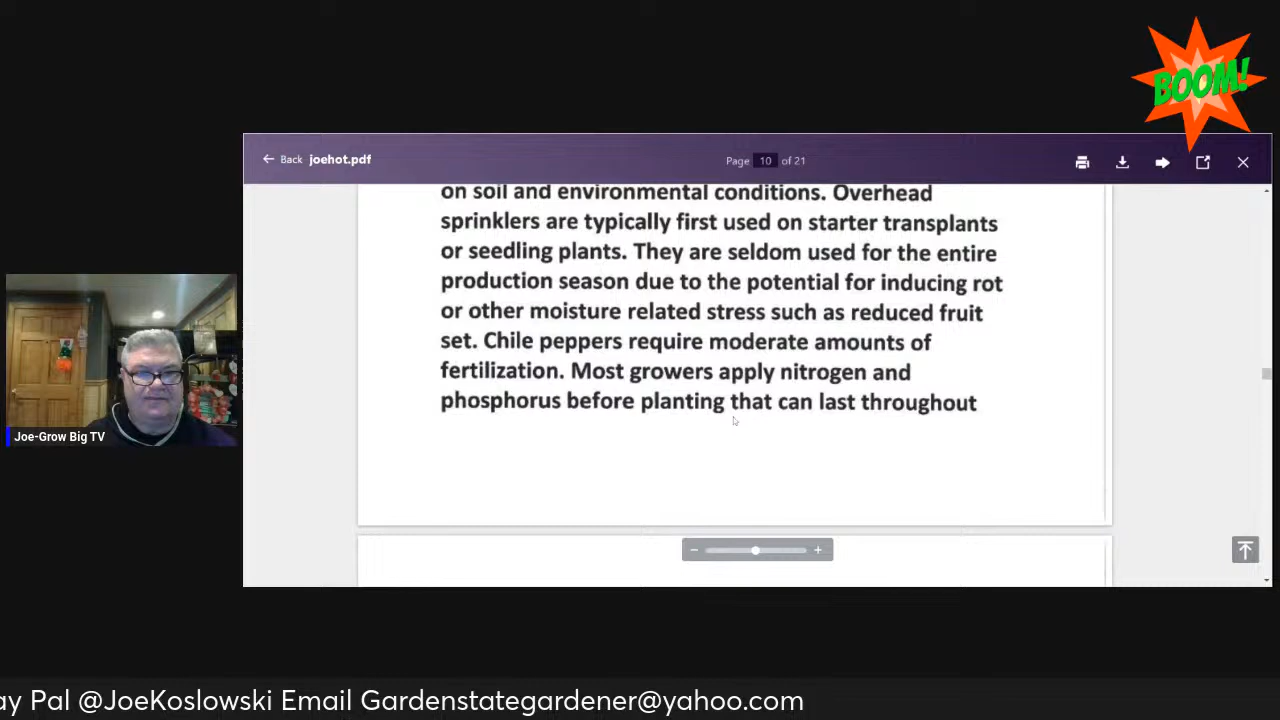 BOOM!
Back joehot.pdf
Page 10 of 21
on soil and environmental conditions. Overhead
sprinklers are typically first used on starter transplants
or seedling plants. They are seldom used for the entire
production season due to the potential for inducing rot
or other moisture related stress such as reduced fruit
set. Chile peppers require moderate amounts of
fertilization. Most growers apply nitrogen and
phosphorus before planting that can last throughout
Joe-Grow Big TV
ay Pal @JoeKoslowski Email Gardenstategardener@yahoo.com